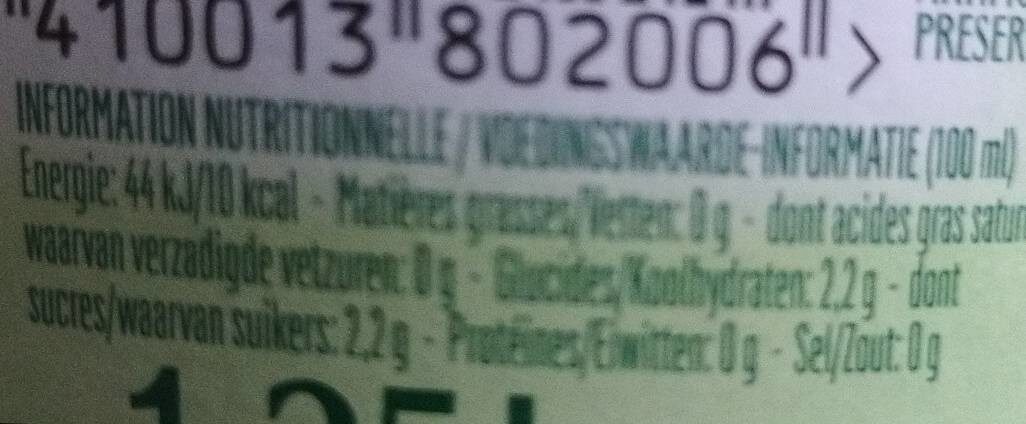 "410013"802006" >
PRESER
INFORMATION NUTRITIONNELLE / VOEDINGSWAARDE-INFORMATIE (100 ml)
Energie: 44 kJ/10 kcal - Matières grasses/Vetten: 0 g - dont acides gras satur
waarvan verzadigde vetzuren: 0 g - Glucides/Koolhydraten: 2,2 g - dont
sucres/waarvan suikers: 2,2 g - Protéines/Eiwitten: 0 g - Sel/Zout: 0 g
1,25 L